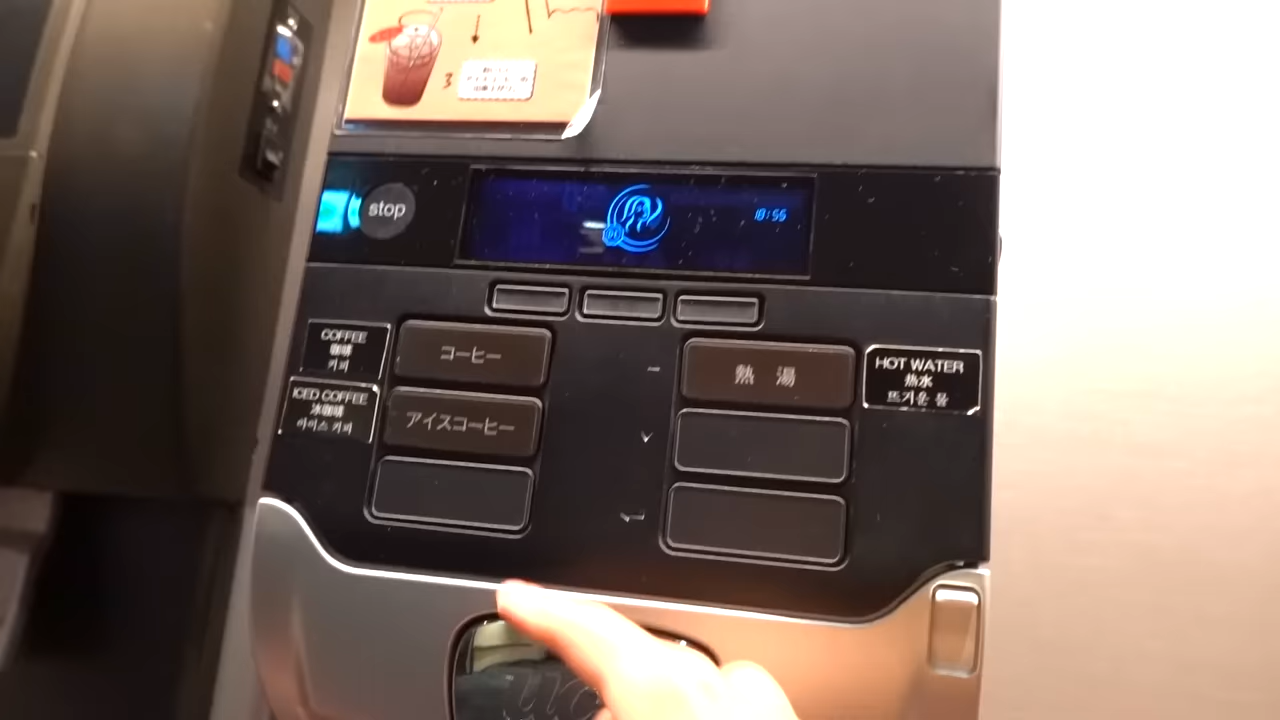 3
stop
18:55
COFFEE
咖啡
커피
コーヒー
熱 湯
HOT WATER
热水
뜨거운 물
ICED COFFEE
冰咖啡
아이스 커피
アイスコーヒー